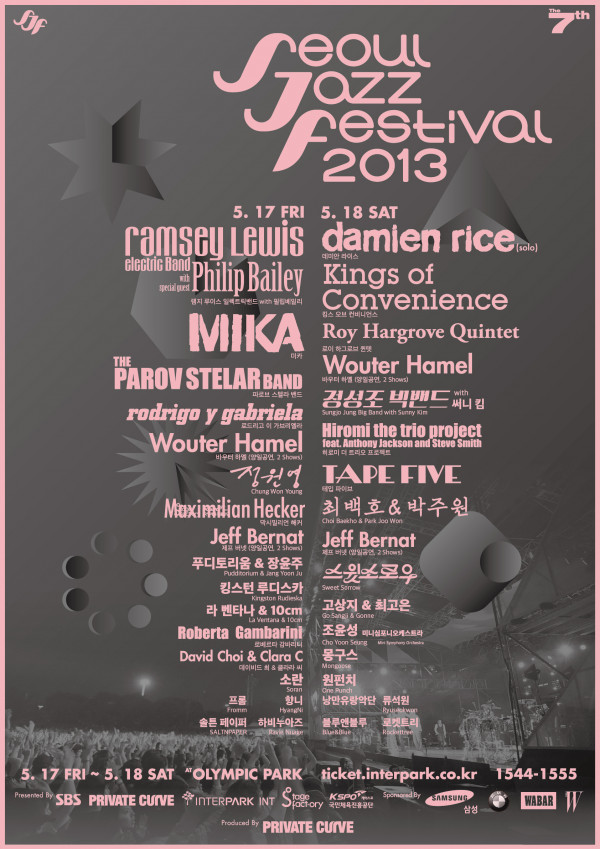 SJF
The 7th
Seoul
Jazz
Festival
2013
5. 17 FRI
Ramsey Lewis
electric Band
with special guest Philip Bailey
램지 루이스 일렉트릭밴드 with 필립베일리
MIKA
미카
THE
PAROV STELAR BAND
파로브 스텔라 밴드
rodrigo y gabriela
로드리고 이 가브리엘라
Wouter Hamel
바우터 하멜 (양일공연, 2 Shows)
정원영
Chung Won Young
Maximilian Hecker
막시밀리안 헤커
Jeff Bernat
제프 버넷 (양일공연, 2 Shows)
푸디토리움 & 장윤주
Pudditorium & Jang Yoon Ju
킹스턴 루디스카
Kingston Rudieska
라 벤타나 & 10cm
La Ventana & 10cm
Roberta Gambarini
로베르타 감바리니
David Choi & Clara C
데이비드 최 & 클라라 씨
소란
Soran
프롬 향니
Fromm HyangNi
솔튼 페이퍼 하비누아주
SALTNPAPER Ravie Nuage
5. 18 SAT
damien rice (solo)
데미안 라이스
Kings of
Convenience
킹스 오브 컨비니언스
Roy Hargrove Quintet
로이 하그로브 퀸텟
Wouter Hamel
바우터 하멜 (양일공연, 2 Shows)
정성조 빅밴드 with 써니 킴
Sungjo Jung Big Band with Sunny Kim
Hiromi the trio project
feat. Anthony Jackson and Steve Smith
히로미 더 트리오 프로젝트
TAPE FIVE
테입 파이브
최백호 & 박주원
Choi Baekho & Park Joo Won
Jeff Bernat
제프 버넷 (양일공연, 2 Shows)
스윗소로우
Sweet Sorrow
고상지 & 최고은
Go Sangji & Gonne
조윤성 미니심포니오케스트라
Cho Yoon Seung Mini Symphony Orchestra
몽구스
Mongoose
원펀치
One Punch
낭만유랑악단 류석원
Ryusukwon
블루앤블루 로켓트리
Blue&Blue Rockettree
5. 17 FRI ~ 5. 18 SAT AT OLYMPIC PARK ticket.interpark.co.kr 1544-1555
Presented By SBS PRIVATE CURVE INTERPARK INT Stage Factory KSPO 국민체육진흥공단 Sponsored By SAMSUNG 삼성 BMW WABAR W
Produced By PRIVATE CURVE